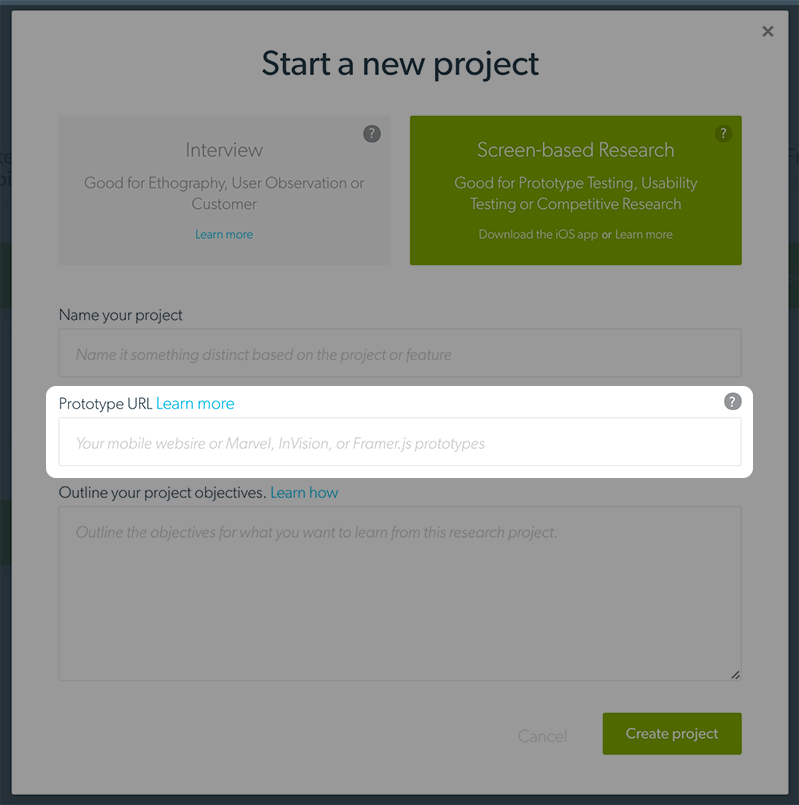 ×
Start a new project
?
Interview
Good for Ethography, User Observation or
Customer
Learn more
?
Screen-based Research
Good for Prototype Testing, Usability
Testing or Competitive Research
Download the iOS app or Learn more
Name your project
Name it something distinct based on the project or feature
Prototype URL Learn more
?
Your mobile websire or Marvel, InVision, or Framer.js prototypes
Outline your project objectives. Learn how
Outline the objectives for what you want to learn from this research project.
Cancel
Create project